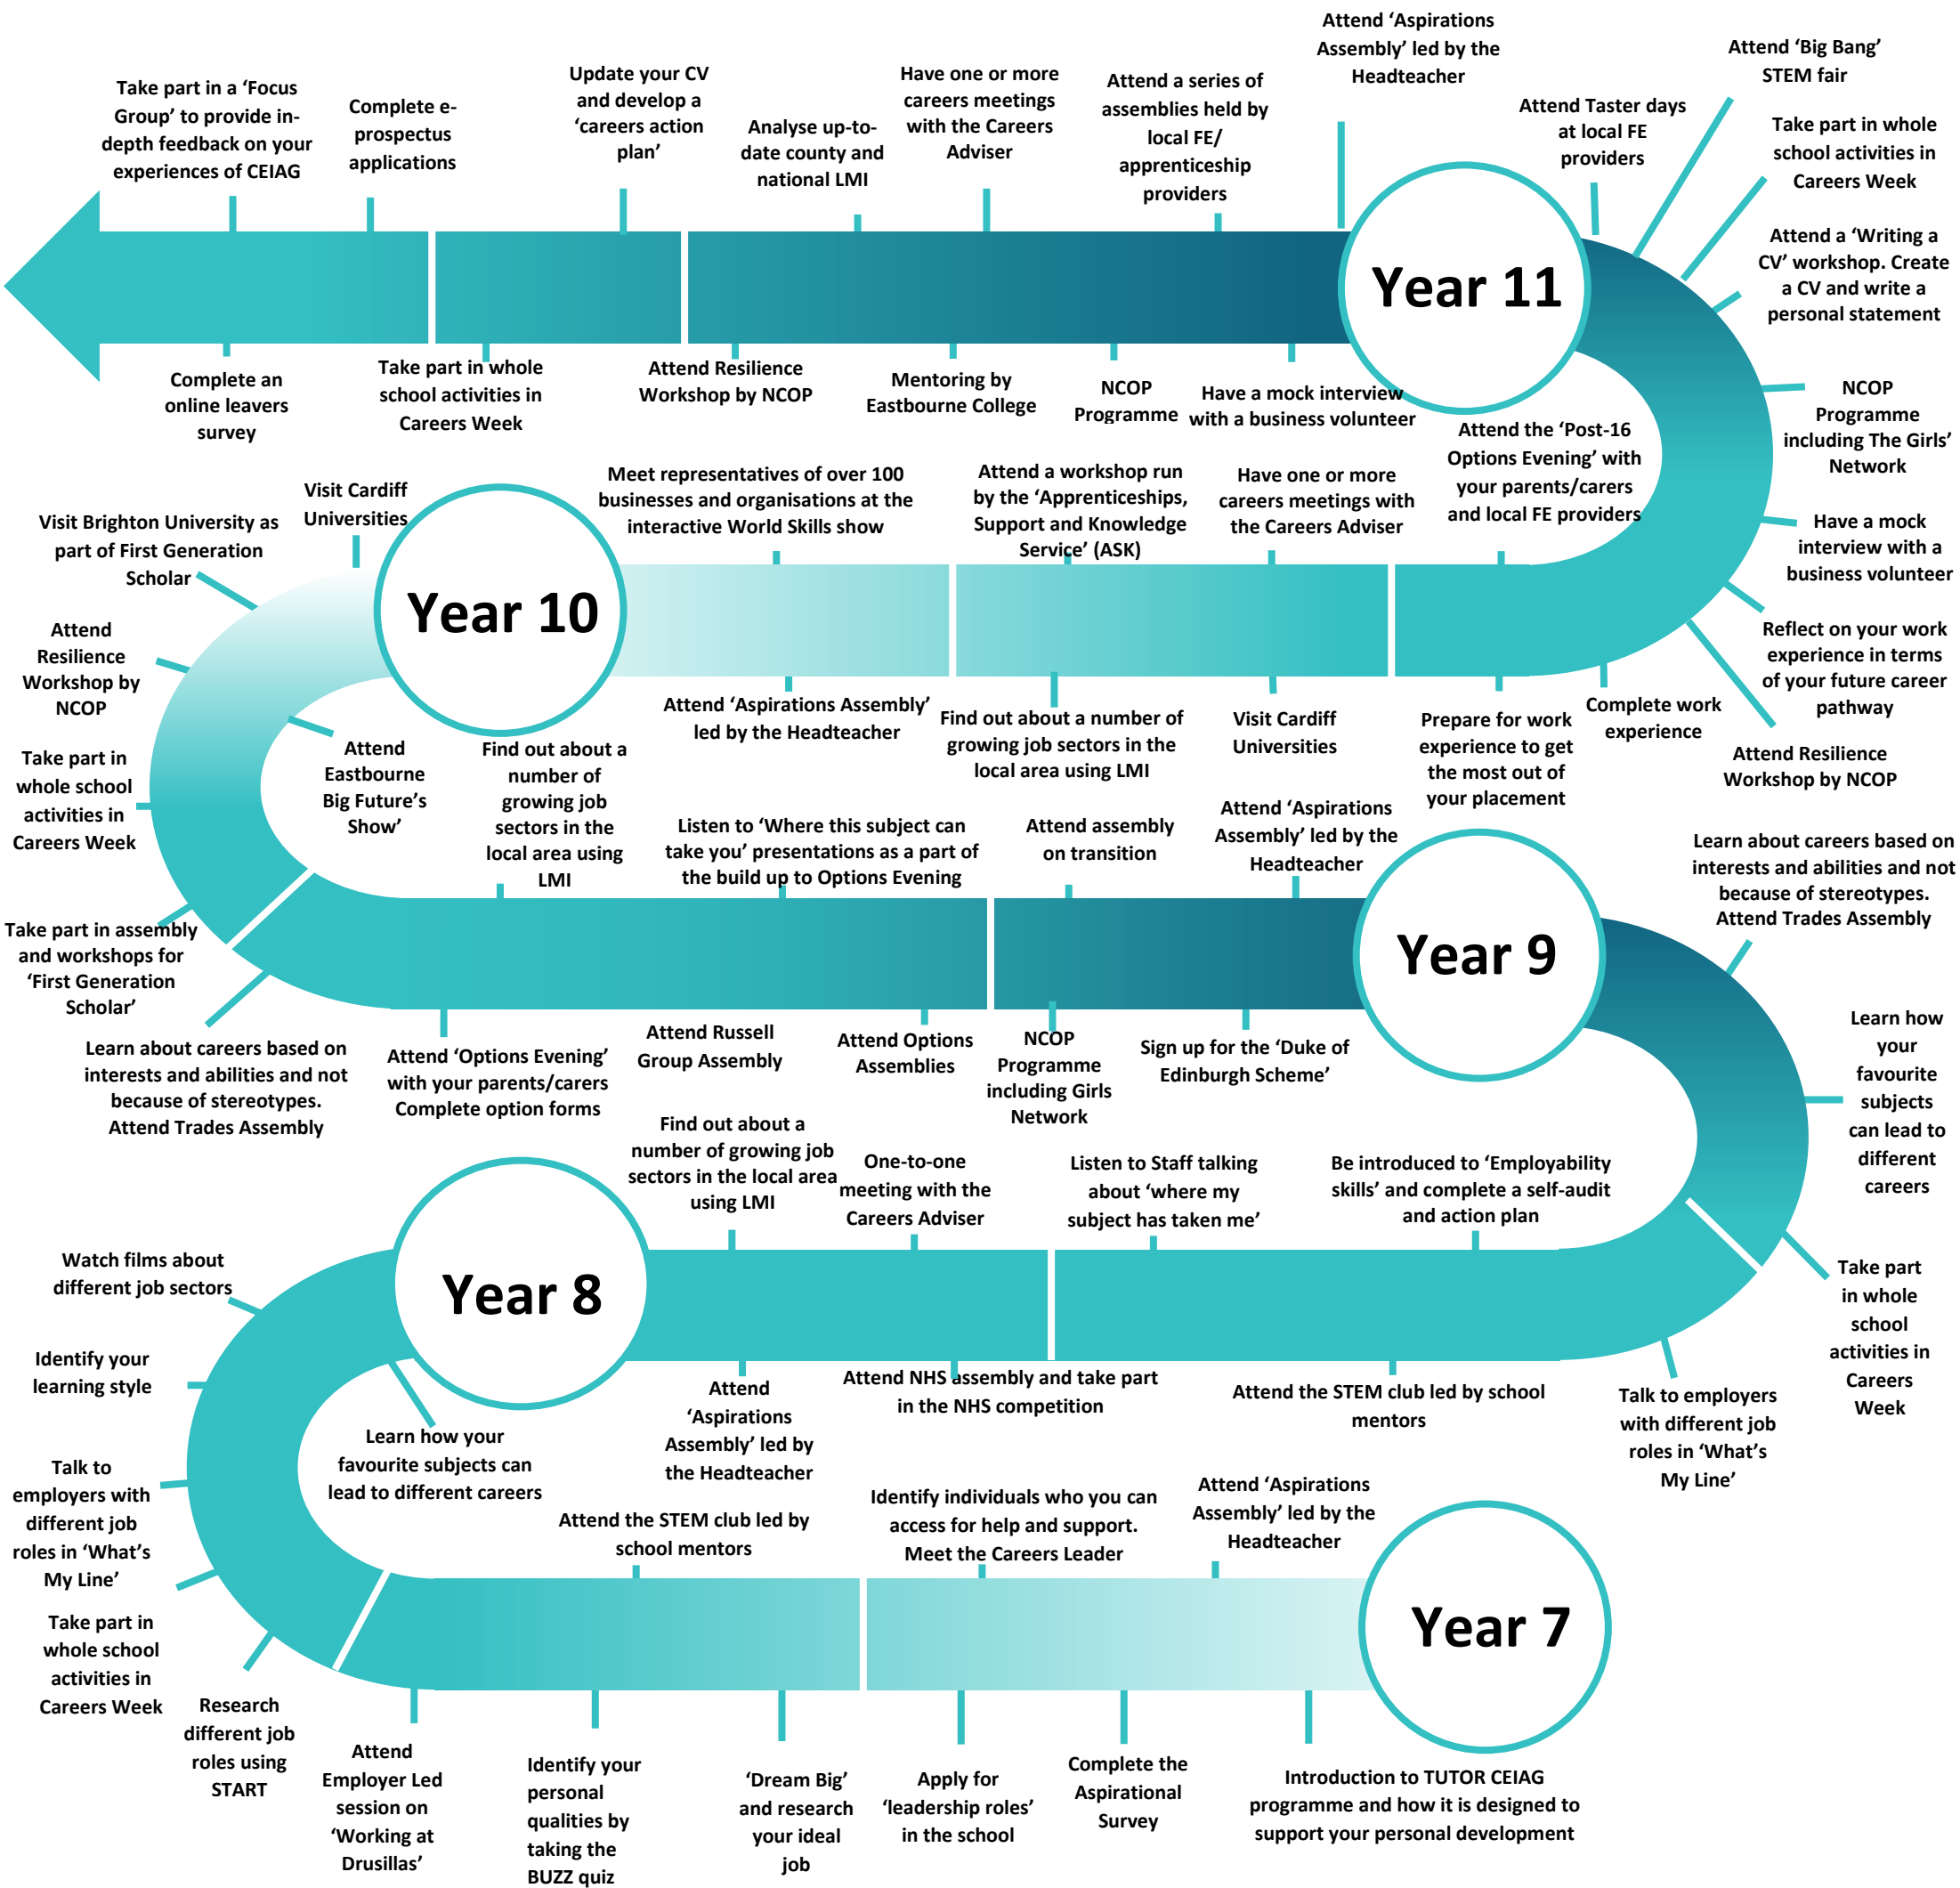 Attend ‘Aspirations
Assembly’ led by the
Headteacher
Attend ‘Big Bang’
STEM fair
Take part in a ‘Focus
Group’ to provide in-
depth feedback on your
experiences of CEIAG
Complete e-
prospectus
applications
Update your CV
and develop a
‘careers action
plan’
Analyse up-to-
date county and
national LMI
Have one or more
careers meetings
with the Careers
Adviser
Attend a series of
assemblies held by
local FE/
apprenticeship
providers
Attend Taster days
at local FE
providers
Take part in whole
school activities in
Careers Week
Attend a ‘Writing a
CV’ workshop. Create
a CV and write a
personal statement
Year 11
Complete an
online leavers
survey
Take part in whole
school activities in
Careers Week
Attend Resilience
Workshop by NCOP
Mentoring by
Eastbourne College
NCOP
Programme
Have a mock interview
with a business volunteer
NCOP
Programme
including The Girls’
Network
Visit Cardiff
Universities
Meet representatives of over 100
businesses and organisations at the
interactive World Skills show
Attend a workshop run
by the ‘Apprenticeships,
Support and Knowledge
Service’ (ASK)
Have one or more
careers meetings with
the Careers Adviser
Attend the ‘Post-16
Options Evening’ with
your parents/carers
and local FE providers
Have a mock
interview with a
business volunteer
Visit Brighton University as
part of First Generation
Scholar
Year 10
Attend
Resilience
Workshop by
NCOP
Reflect on your work
experience in terms
of your future career
pathway
Take part in
whole school
activities in
Careers Week
Attend
Eastbourne
Big Future’s
Show’
Find out about a
number of
growing job
sectors in the
local area using
LMI
Attend ‘Aspirations Assembly’
led by the Headteacher
Find out about a number of
growing job sectors in the
local area using LMI
Visit Cardiff
Universities
Prepare for work
experience to get
the most out of
your placement
Complete work
experience
Attend Resilience
Workshop by NCOP
Listen to ‘Where this subject can
take you’ presentations as a part of
the build up to Options Evening
Attend assembly
on transition
Attend ‘Aspirations
Assembly’ led by the
Headteacher
Learn about careers based on
interests and abilities and not
because of stereotypes.
Attend Trades Assembly
Year 9
Take part in assembly
and workshops for
‘First Generation
Scholar’
Learn about careers based on
interests and abilities and not
because of stereotypes.
Attend Trades Assembly
Attend ‘Options Evening’
with your parents/carers
Complete option forms
Attend Russell
Group Assembly
Attend Options
Assemblies
NCOP
Programme
including Girls
Network
Sign up for the ‘Duke of
Edinburgh Scheme’
Learn how
your
favourite
subjects
can lead to
different
careers
Find out about a
number of growing job
sectors in the local area
using LMI
One-to-one
meeting with the
Careers Adviser
Listen to Staff talking
about ‘where my
subject has taken me’
Be introduced to ‘Employability
skills’ and complete a self-audit
and action plan
Watch films about
different job sectors
Year 8
Take part
in whole
school
activities in
Careers
Week
Identify your
learning style
Learn how your
favourite subjects can
lead to different careers
Attend
‘Aspirations
Assembly’ led by
the Headteacher
Attend NHS assembly and take part
in the NHS competition
Attend the STEM club led by school
mentors
Talk to employers
with different job
roles in ‘What’s
My Line’
Talk to
employers with
different job
roles in ‘What’s
My Line’
Attend the STEM club led by
school mentors
Identify individuals who you can
access for help and support.
Meet the Careers Leader
Attend ‘Aspirations
Assembly’ led by the
Headteacher
Year 7
Take part in
whole school
activities in
Careers Week
Research
different job
roles using
START
Attend
Employer Led
session on
‘Working at
Drusillas’
Identify your
personal
qualities by
taking the
BUZZ quiz
‘Dream Big’
and research
your ideal
job
Apply for
‘leadership roles’
in the school
Complete the
Aspirational
Survey
Introduction to TUTOR CEIAG
programme and how it is designed to
support your personal development